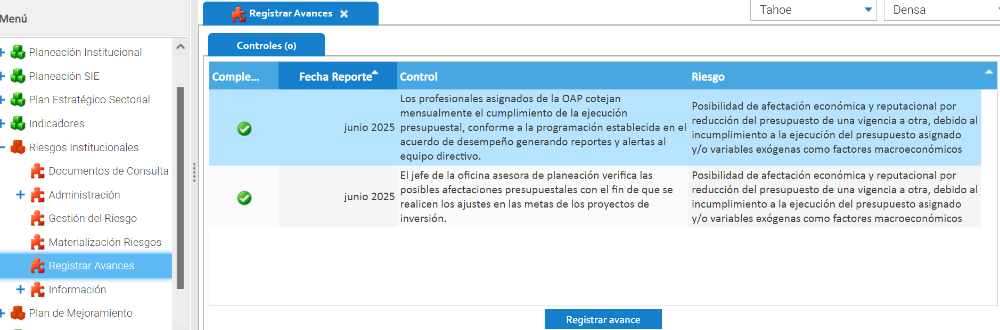 Menú
Planeación Institucional
Planeación SIE
Plan Estratégico Sectorial
Indicadores
Riesgos Institucionales
Documentos de Consulta
Administración
Gestión del Riesgo
Materialización Riesgos
Registrar Avances
Información
Plan de Mejoramiento
Registrar Avances
Tahoe
Densa
Controles (0)
Comple...
Fecha Reporte
Control
Riesgo
junio 2025
Los profesionales asignados de la OAP cotejan
mensualmente el cumplimiento de la ejecución
presupuestal, conforme a la programación establecida en el
acuerdo de desempeño generando reportes y alertas al
equipo directivo.
Posibilidad de afectación económica y reputacional por
reducción del presupuesto de una vigencia a otra, debido al
incumplimiento a la ejecución del presupuesto asignado
y/o variables exógenas como factores macroeconómicos
junio 2025
El jefe de la oficina asesora de planeación verifica las
posibles afectaciones presupuestales con el fin de que se
realicen los ajustes en las metas de los proyectos de
inversión.
Posibilidad de afectación económica y reputacional por
reducción del presupuesto de una vigencia a otra, debido al
incumplimiento a la ejecución del presupuesto asignado
y/o variables exógenas como factores macroeconómicos
Registrar avance